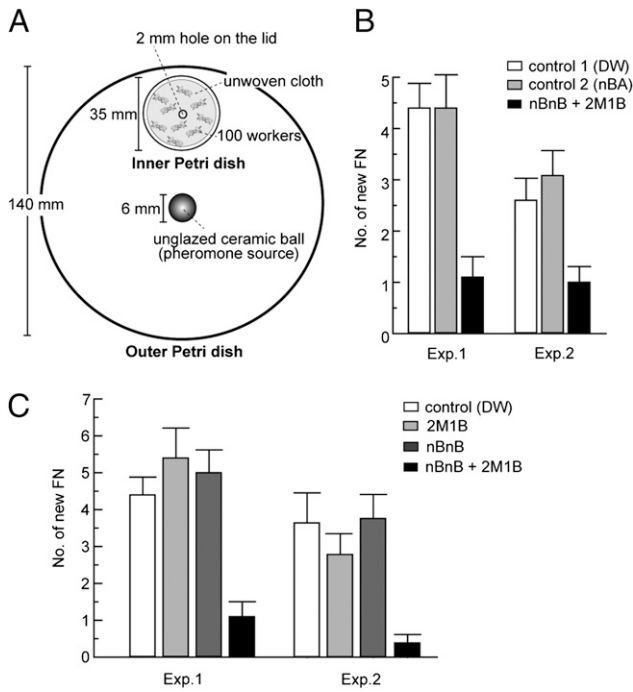 A
2 mm hole on the lid
unwoven cloth
35 mm
100 workers
Inner Petri dish
140 mm
6 mm
unglazed ceramic ball
(pheromone source)
Outer Petri dish
B
control 1 (DW)
control 2 (nBA)
nBnB + 2M1B
No. of new FN
5
4
3
2
1
0
Exp.1
Exp.2
C
control (DW)
2M1B
nBnB
nBnB + 2M1B
No. of new FN
7
6
5
4
3
2
1
0
Exp.1
Exp.2